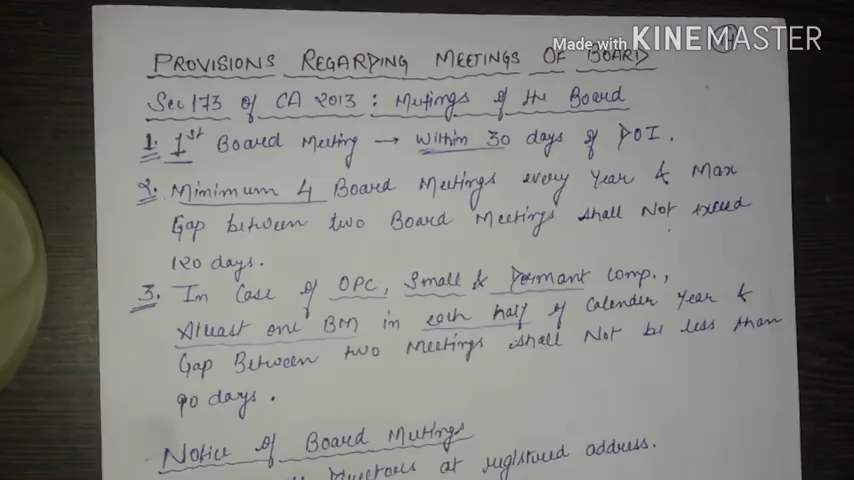 Made with KINEMASTER
PROVISIONS REGARDING MEETINGS OF BOARD
Sec 173 of CA 2013 : Meetings of the Board
1. 1st Board Meeting → Within 30 days of DOI.
2. Minimum 4 Board Meetings every year & Max
Gap between two Board Meetings shall Not exceed
120 days.
3. In Case of OPC, Small & Dormant Comp.,
Atleast one BM in each half of Calender Year &
Gap Between two Meetings shall Not be less than
90 days.
Notice of Board Meetings
Directors at registered address.